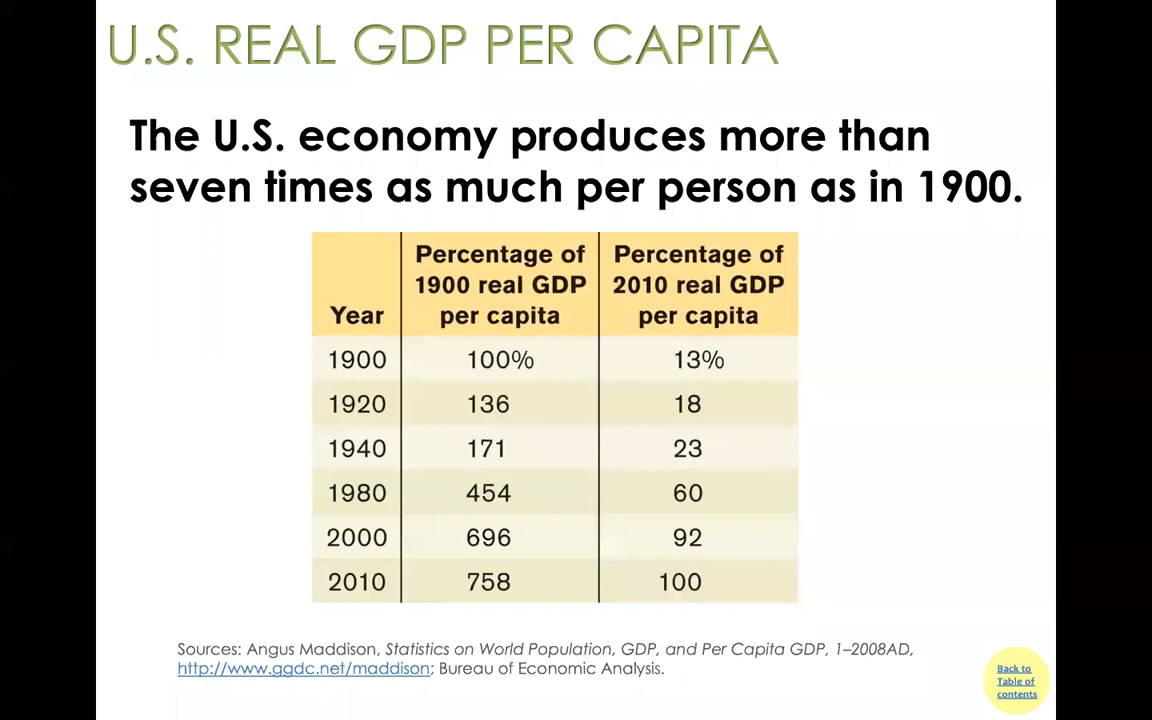 U.S. REAL GDP PER CAPITA
The U.S. economy produces more than
seven times as much per person as in 1900.
Year Percentage of 1900 real GDP per capita Percentage of 2010 real GDP per capita
1900 100% 13%
1920 136 18
1940 171 23
1980 454 60
2000 696 92
2010 758 100
Sources: Angus Maddison, Statistics on World Population, GDP, and Per Capita GDP, 1–2008AD,
http://www.ggdc.net/maddison; Bureau of Economic Analysis.
Back to
Table of
contents